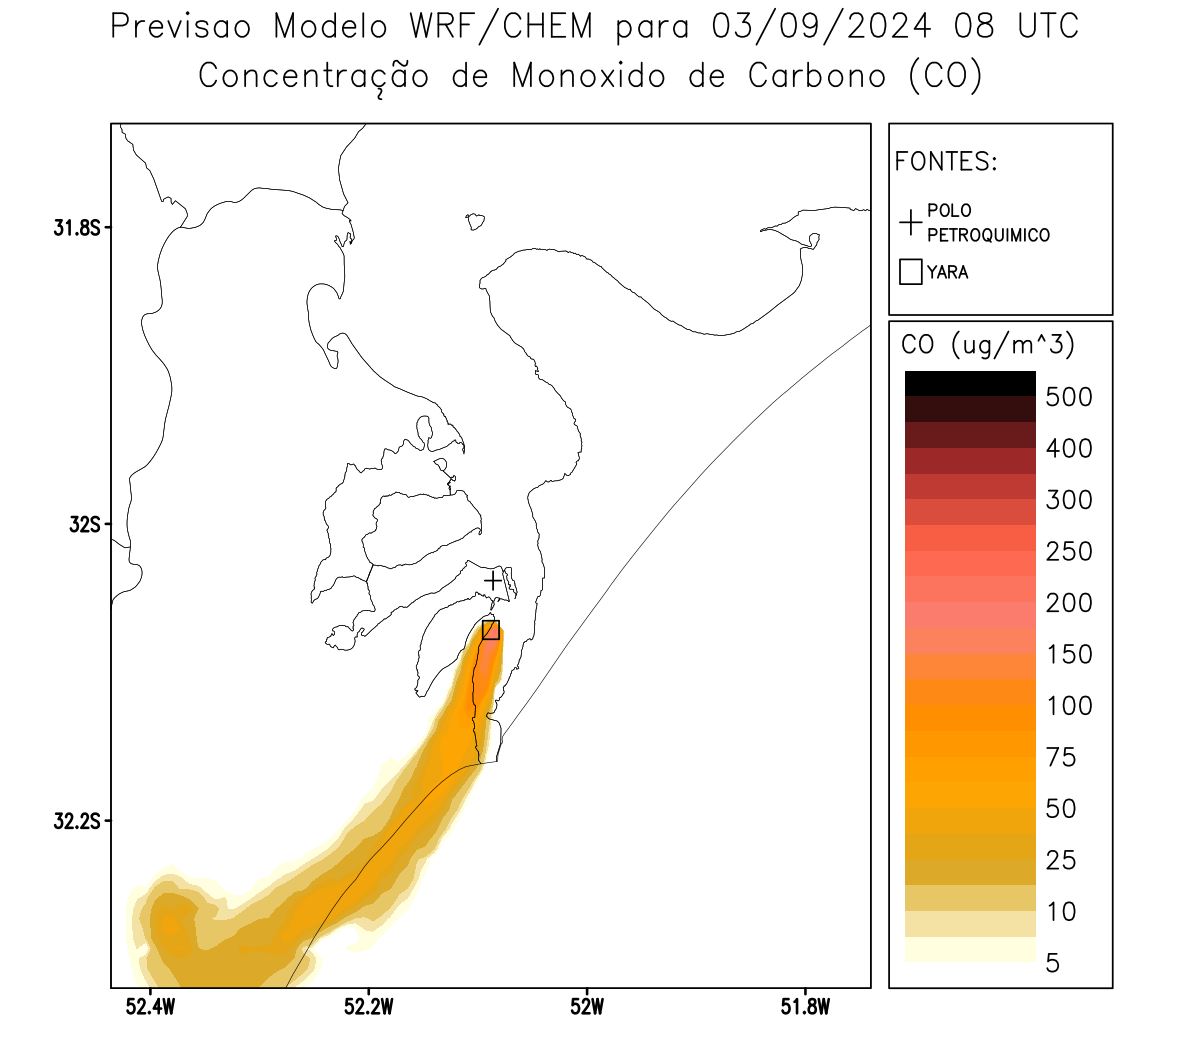 Previsao Modelo WRF/CHEM para 03/09/2024 08 UTC
Concentração de Monoxido de Carbono (CO)
FONTES:
POLO
PETROQUIMICO
YARA
CO (ug/m^3)
500
400
300
250
200
150
100
75
50
25
10
5
31.8S
32S
32.2S
52.4W
52.2W
52W
51.8W